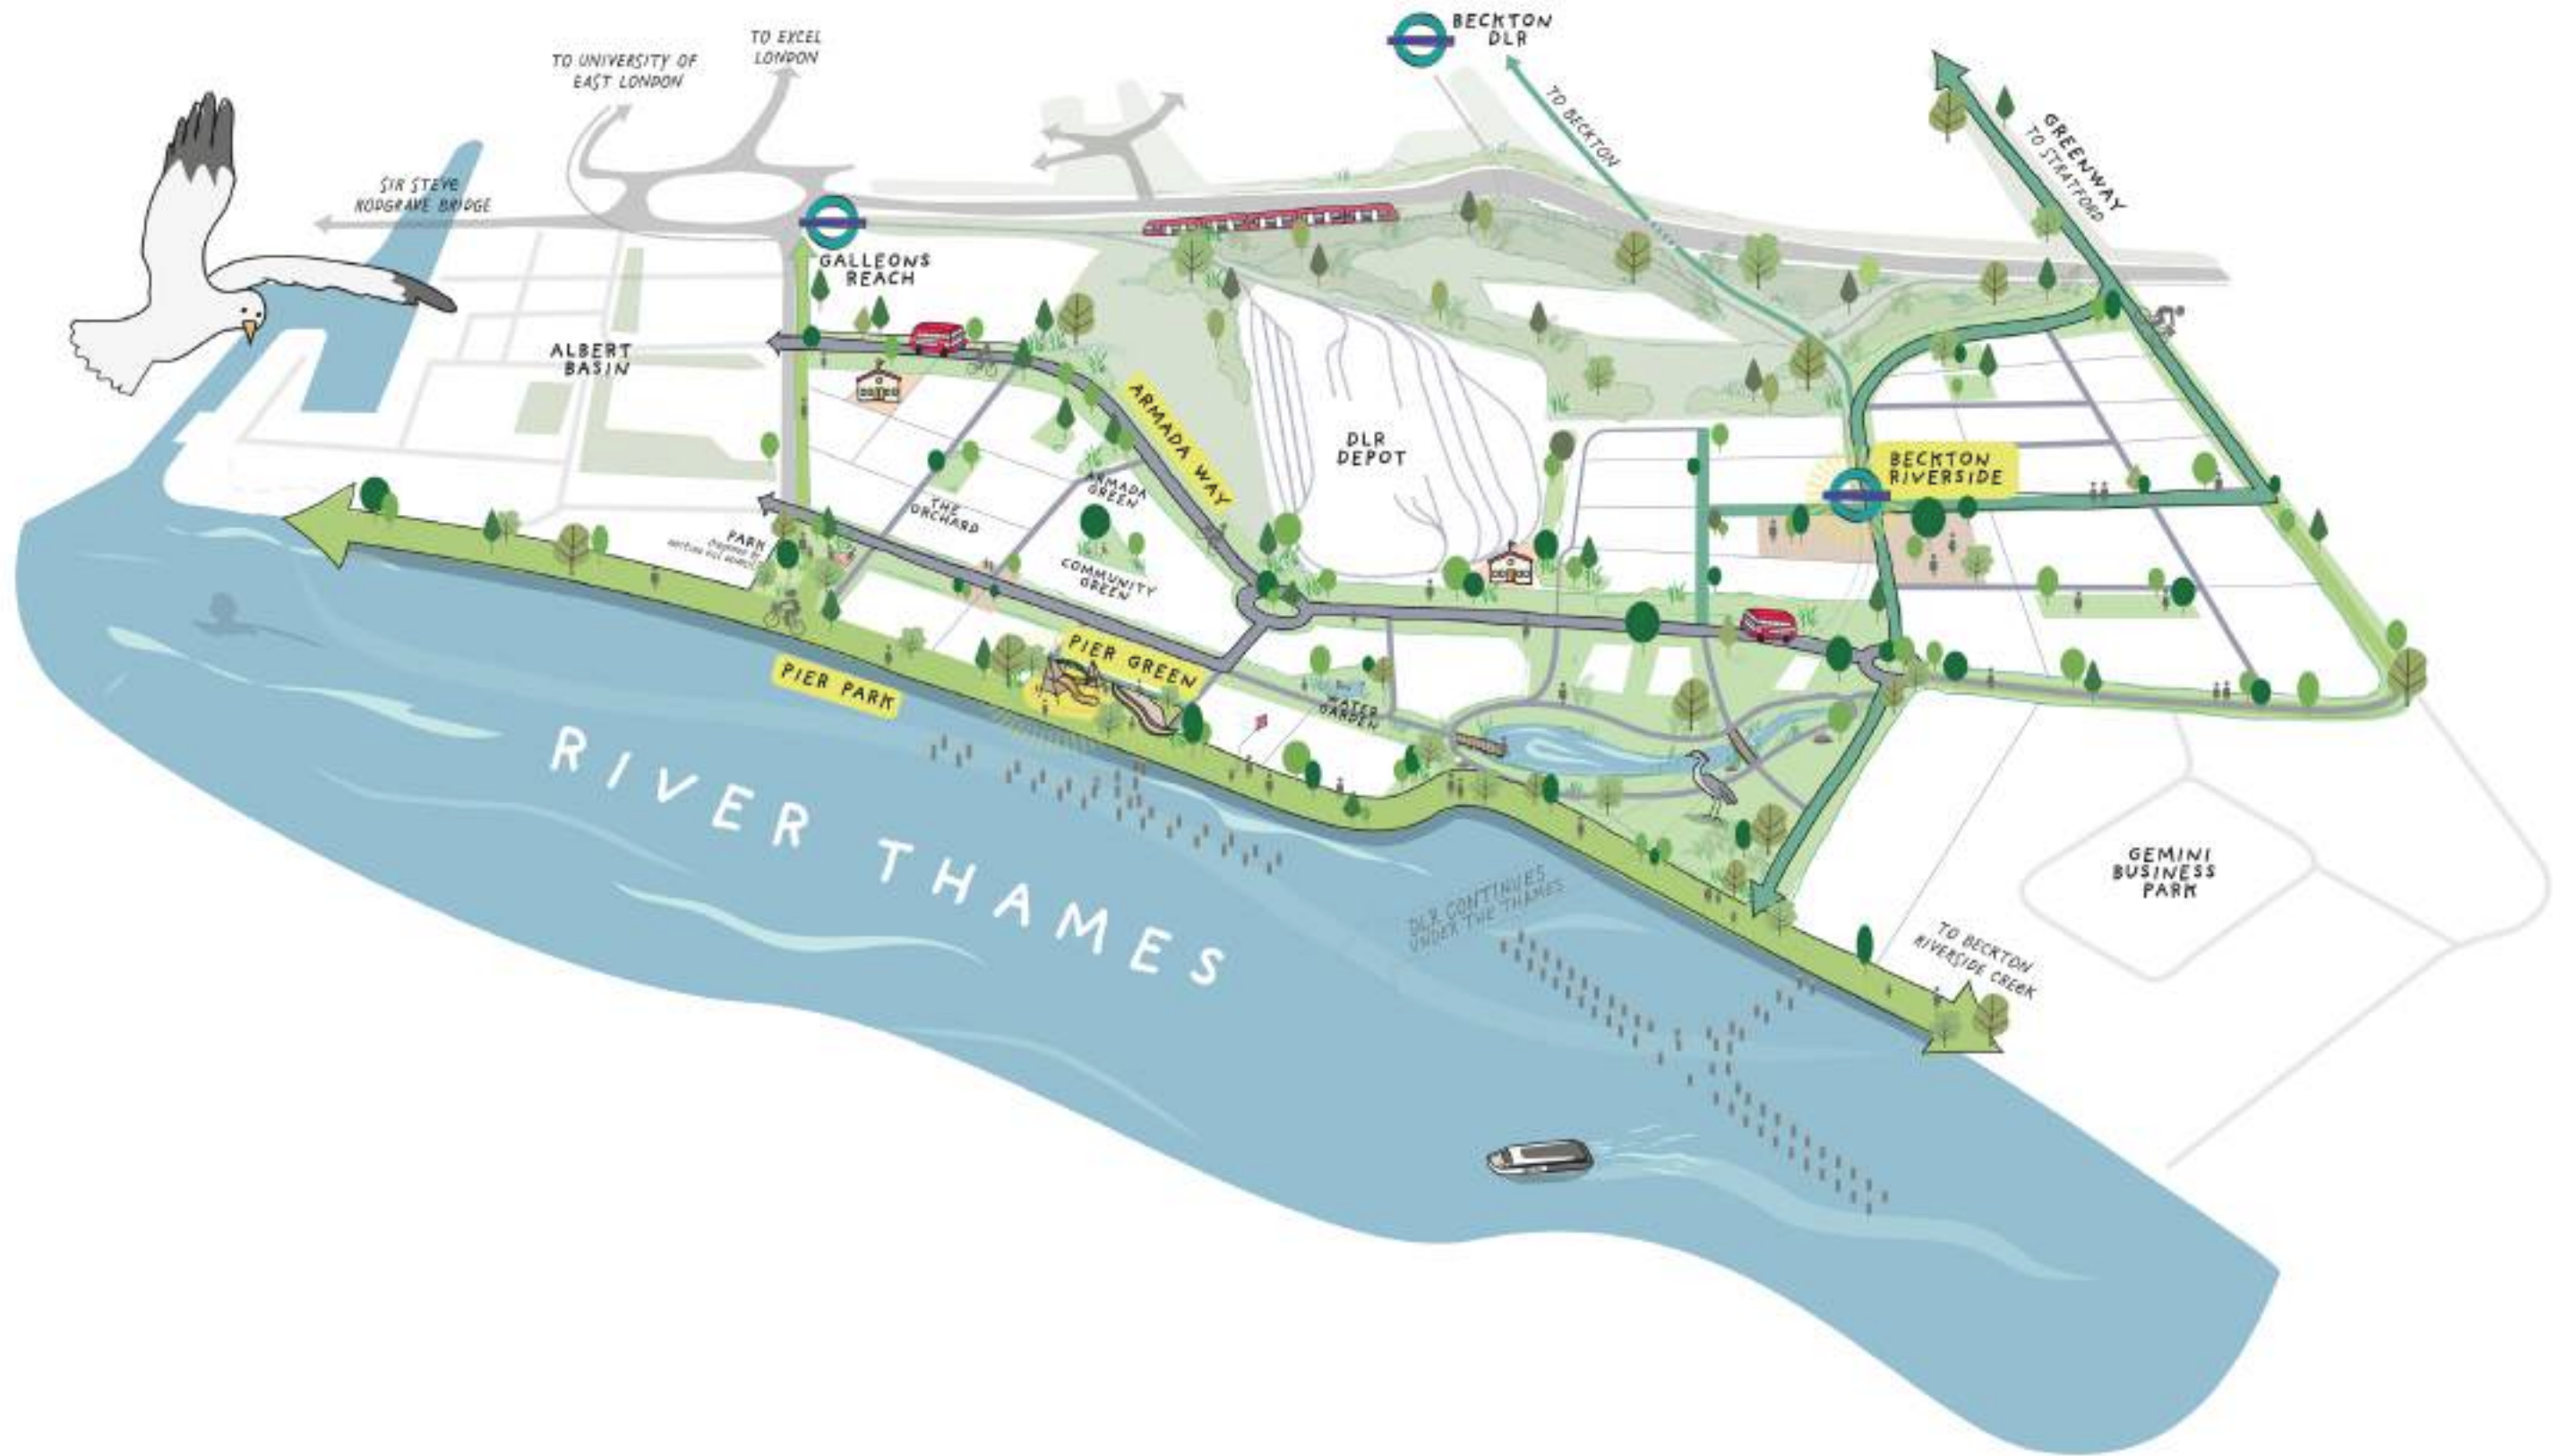 BECKTON
DLR
TO EXCEL
LONDON
TO UNIVERSITY OF
EAST LONDON
TO BECKTON
GREENWAY
TO STRATFORD
SIR STEVE
RODGRAVE BRIDGE
GALLEONS
REACH
ALBERT
BASIN
ARMADA WAY
DLR
DEPOT
BECKTON
RIVERSIDE
ARMADA
GREEN
THE
ORCHARD
PARK
COMMUNITY
GREEN
PIER GREEN
PIER PARK
WATER
GARDEN
RIVER THAMES
GEMINI
BUSINESS
PARK
DLR CONTINUES
UNDER THE THAMES
TO BECKTON
RIVERSIDE CREEK